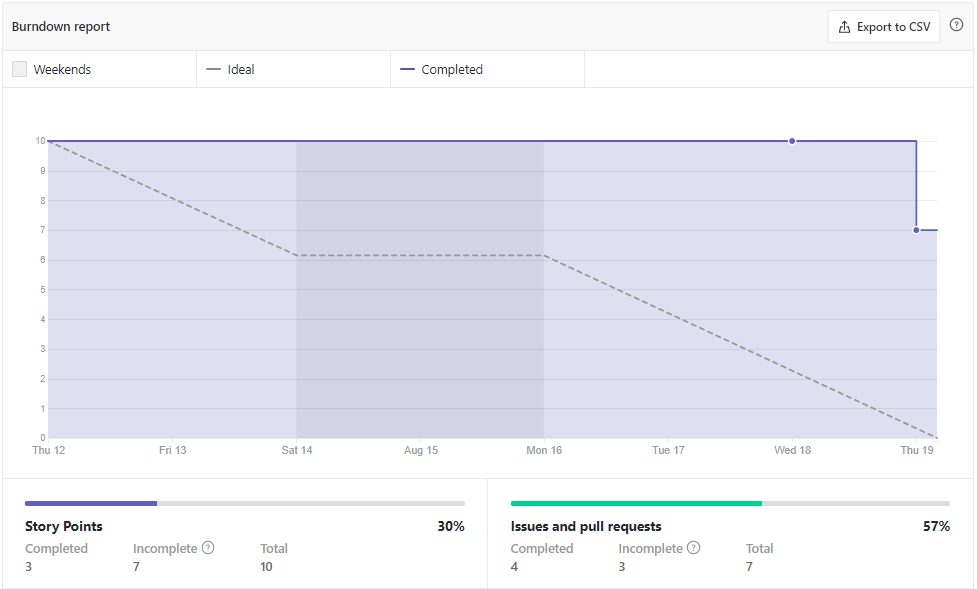 Burndown report
Export to CSV
?
Weekends
Ideal
Completed
10
9
8
7
6
5
4
3
2
1
0
Thu 12 Fri 13 Sat 14 Aug 15 Mon 16 Tue 17 Wed 18 Thu 19
Story Points 30%
Completed Incomplete ? Total
3 7 10
Issues and pull requests 57%
Completed Incomplete ? Total
4 3 7